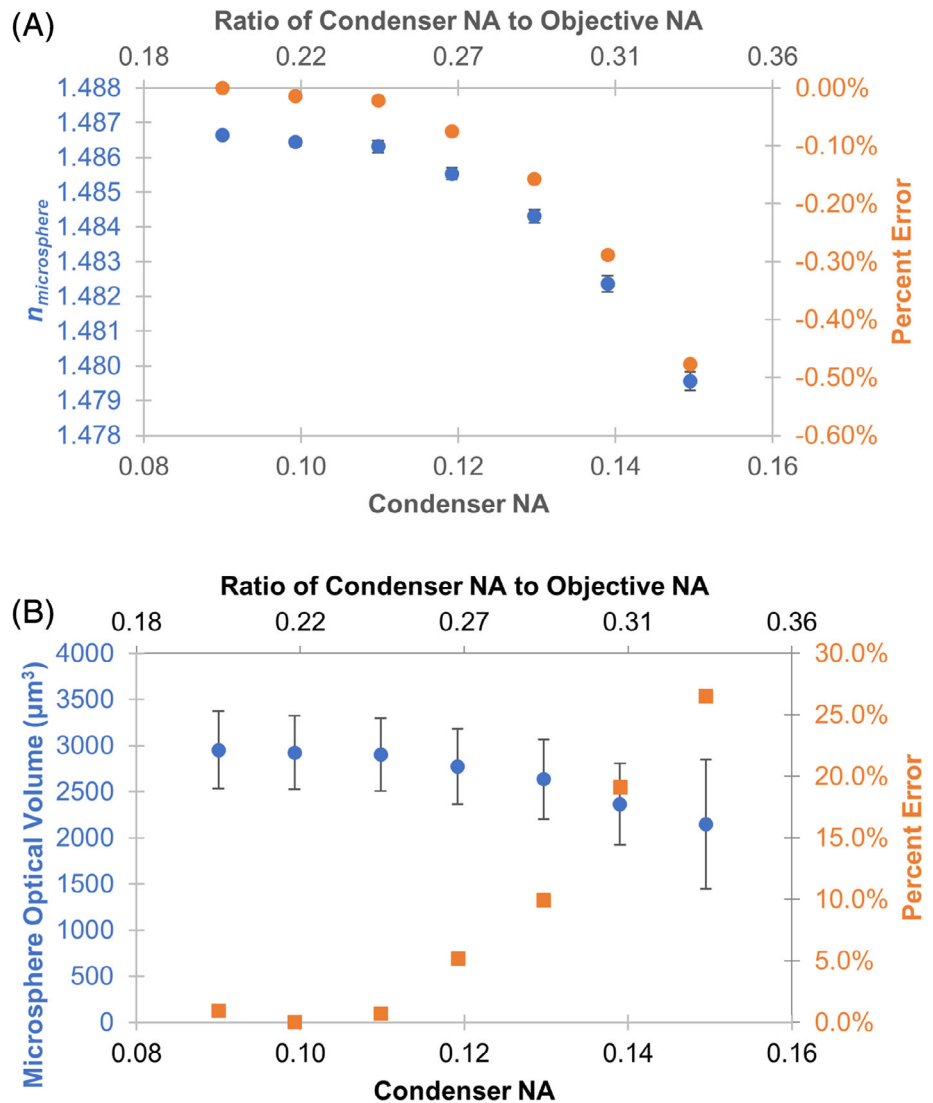 (A)
Ratio of Condenser NA to Objective NA
0.18 0.22 0.27 0.31 0.36
1.488 0.00%
1.487
1.486 -0.10%
1.485 -0.20%
1.484
1.483 -0.30%
1.482
1.481 -0.40%
1.480
1.479 -0.50%
1.478 -0.60%
n microsphere
Percent Error
0.08 0.10 0.12 0.14 0.16
Condenser NA
(B)
Ratio of Condenser NA to Objective NA
0.18 0.22 0.27 0.31 0.36
4000 30.0%
3500 25.0%
3000
2500 20.0%
2000 15.0%
1500
1000 10.0%
500 5.0%
0 0.0%
Microsphere Optical Volume (µm³)
Percent Error
0.08 0.10 0.12 0.14 0.16
Condenser NA